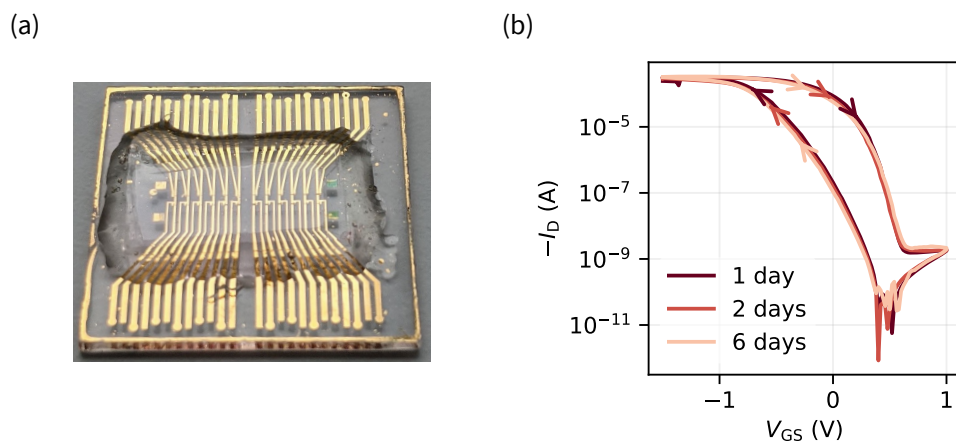 (a)
(b)
10⁻⁵
10⁻⁷
10⁻⁹
10⁻¹¹
−I_D (A)
1 day
2 days
6 days
−1
0
1
V_GS (V)